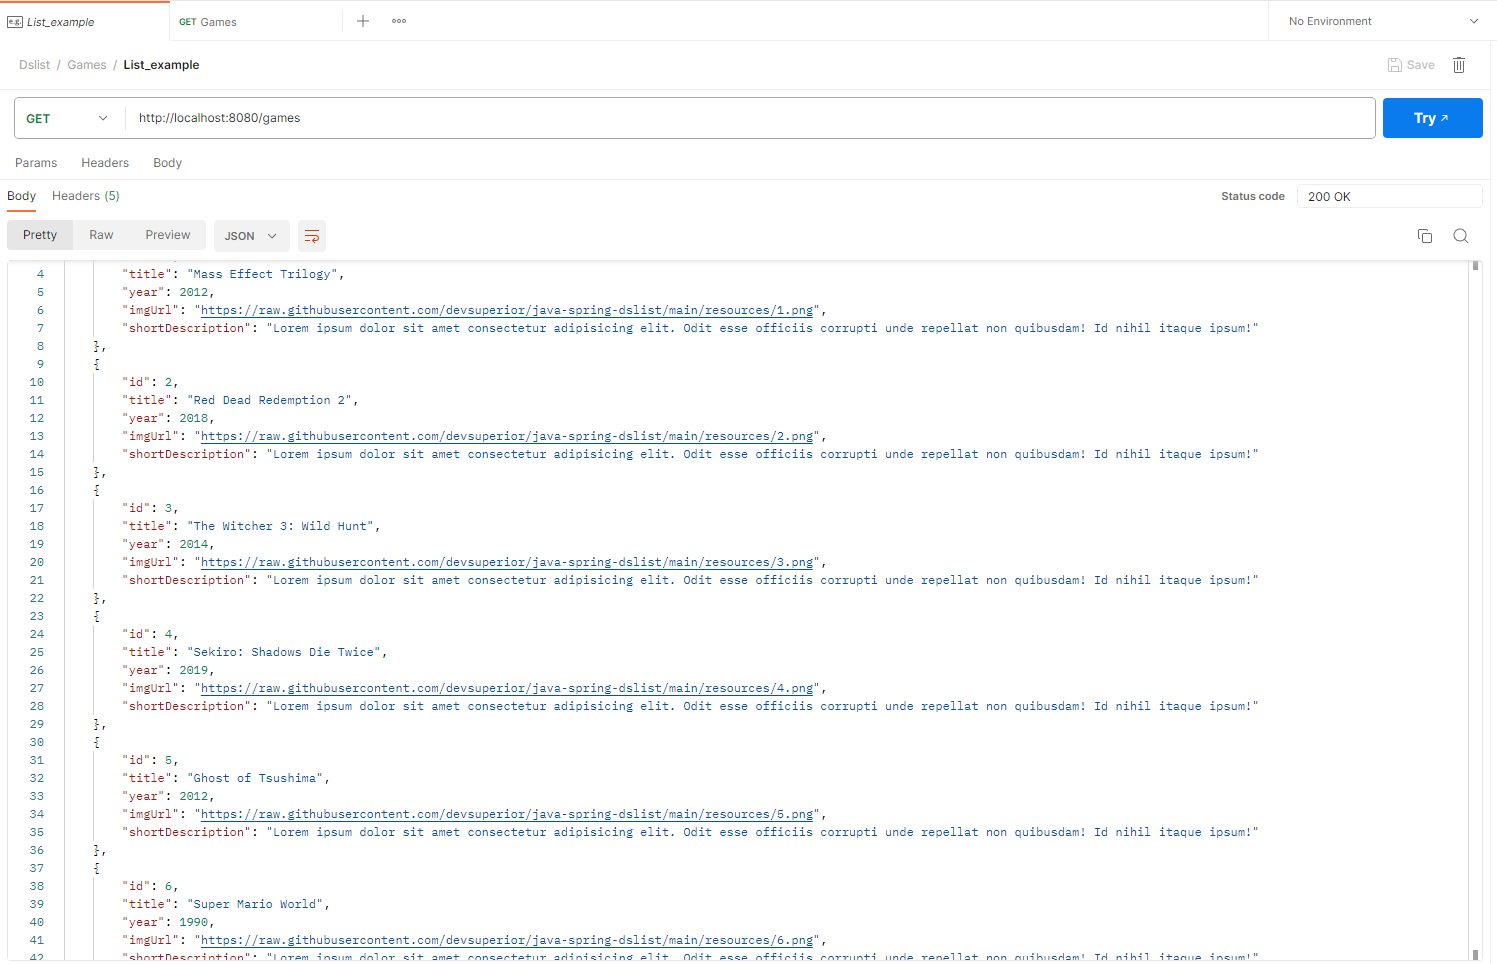 e.g. List_example GET Games No Environment
Dslist / Games / List_example Save
GET http://localhost:8080/games Try
Params Headers Body
Body Headers (5) Status code 200 OK
Pretty Raw Preview JSON
4 "title": "Mass Effect Trilogy",
5 "year": 2012,
6 "imgUrl": "https://raw.githubusercontent.com/devsuperior/java-spring-dslist/main/resources/1.png",
7 "shortDescription": "Lorem ipsum dolor sit amet consectetur adipisicing elit. Odit esse officiis corrupti unde repellat non quibusdam! Id nihil itaque ipsum!"
8 },
9 {
10 "id": 2,
11 "title": "Red Dead Redemption 2",
12 "year": 2018,
13 "imgUrl": "https://raw.githubusercontent.com/devsuperior/java-spring-dslist/main/resources/2.png",
14 "shortDescription": "Lorem ipsum dolor sit amet consectetur adipisicing elit. Odit esse officiis corrupti unde repellat non quibusdam! Id nihil itaque ipsum!"
15 },
16 {
17 "id": 3,
18 "title": "The Witcher 3: Wild Hunt",
19 "year": 2014,
20 "imgUrl": "https://raw.githubusercontent.com/devsuperior/java-spring-dslist/main/resources/3.png",
21 "shortDescription": "Lorem ipsum dolor sit amet consectetur adipisicing elit. Odit esse officiis corrupti unde repellat non quibusdam! Id nihil itaque ipsum!"
22 },
23 {
24 "id": 4,
25 "title": "Sekiro: Shadows Die Twice",
26 "year": 2019,
27 "imgUrl": "https://raw.githubusercontent.com/devsuperior/java-spring-dslist/main/resources/4.png",
28 "shortDescription": "Lorem ipsum dolor sit amet consectetur adipisicing elit. Odit esse officiis corrupti unde repellat non quibusdam! Id nihil itaque ipsum!"
29 },
30 {
31 "id": 5,
32 "title": "Ghost of Tsushima",
33 "year": 2012,
34 "imgUrl": "https://raw.githubusercontent.com/devsuperior/java-spring-dslist/main/resources/5.png",
35 "shortDescription": "Lorem ipsum dolor sit amet consectetur adipisicing elit. Odit esse officiis corrupti unde repellat non quibusdam! Id nihil itaque ipsum!"
36 },
37 {
38 "id": 6,
39 "title": "Super Mario World",
40 "year": 1990,
41 "imgUrl": "https://raw.githubusercontent.com/devsuperior/java-spring-dslist/main/resources/6.png",
42 "shortDescription": "Lorem ipsum dolor sit amet consectetur adipisicing elit. Odit esse officiis corrupti unde repellat non quibusdam! Id nihil itaque ipsum!"